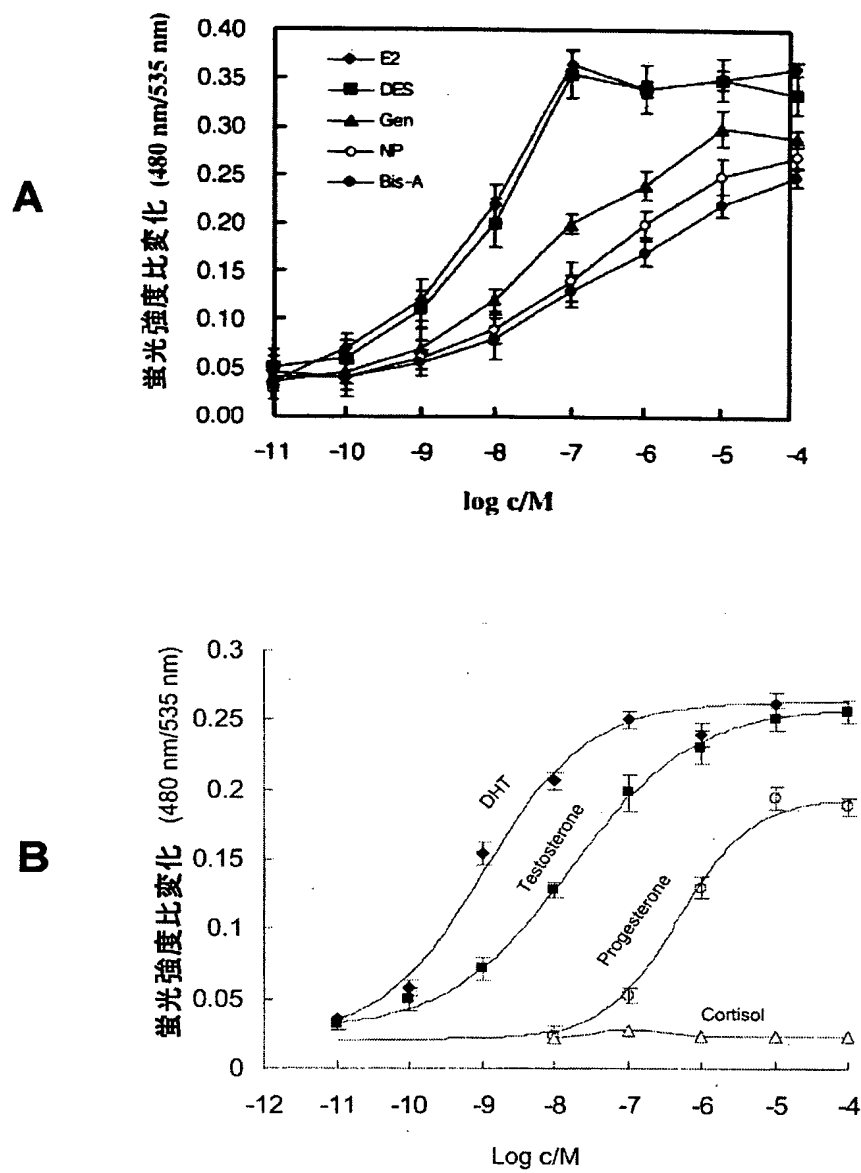 A
蛍光強度比変化 (480 nm/535 nm)
0.40
0.35
0.30
0.25
0.20
0.15
0.10
0.05
0.00
E2
DES
Gen
NP
Bis-A
-11 -10 -9 -8 -7 -6 -5 -4
log c/M
B
蛍光強度比変化 (480 nm/535 nm)
0.3
0.25
0.2
0.15
0.1
0.05
0
DHT
Testosterone
Progesterone
Cortisol
-12 -11 -10 -9 -8 -7 -6 -5 -4
Log c/M